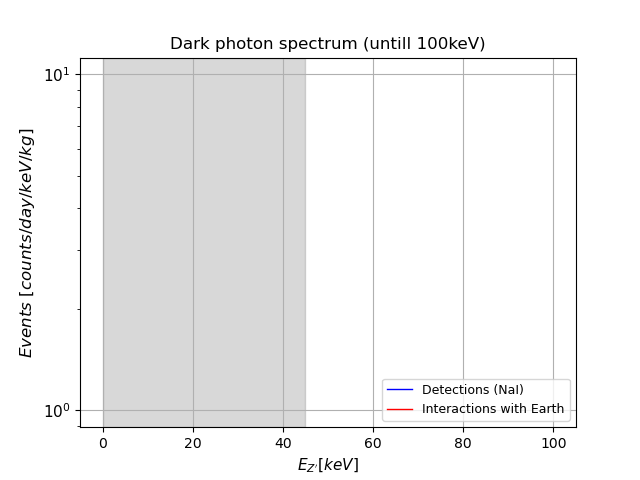 Dark photon spectrum (untill 100keV)
Events [counts/day/keV/kg]
10¹
10⁰
0 20 40 60 80 100
E_{Z'}[keV]
Detections (NaI)
Interactions with Earth